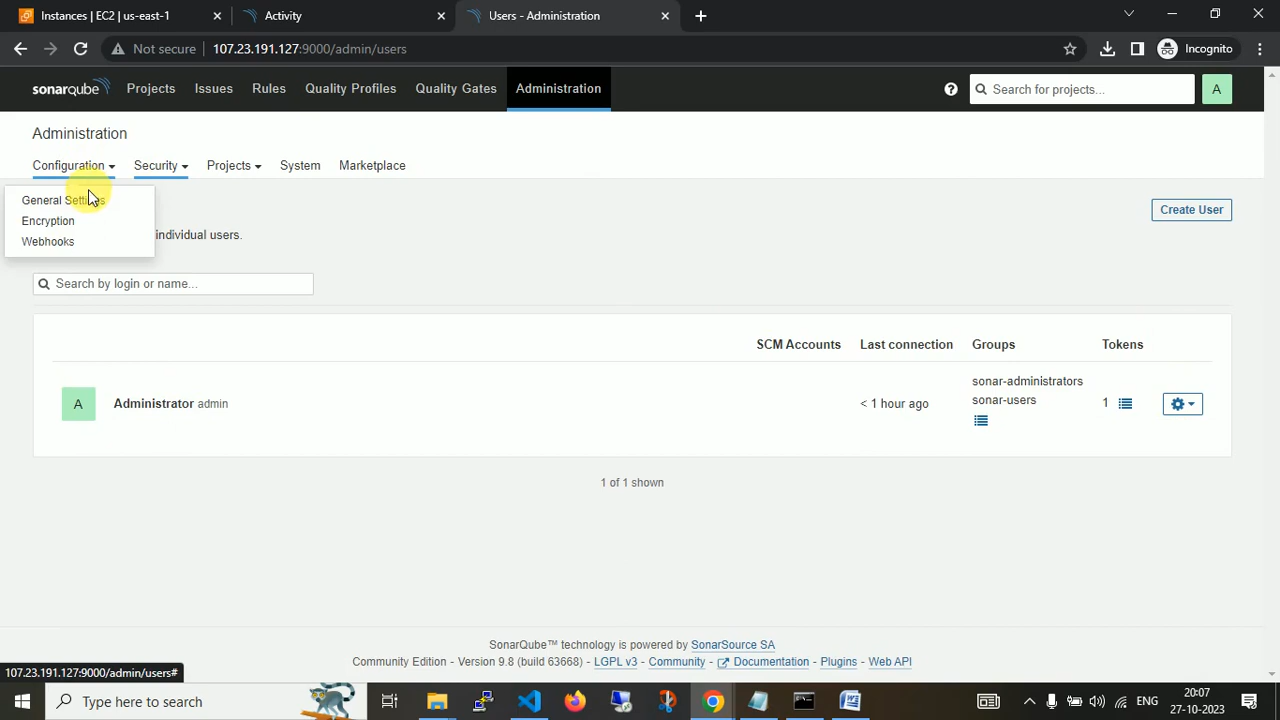 Instances | EC2 | us-east-1
Activity
Users - Administration
Not secure
107.23.191.127:9000/admin/users
Incognito
sonarqube
Projects
Issues
Rules
Quality Profiles
Quality Gates
Administration
Search for projects...
A
Administration
Configuration
Security
Projects
System
Marketplace
General Settings
Encryption
Webhooks
individual users.
Create User
Search by login or name...
SCM Accounts
Last connection
Groups
Tokens
A
Administrator admin
< 1 hour ago
sonar-administrators
sonar-users
1
1 of 1 shown
SonarQube™ technology is powered by SonarSource SA
Community Edition - Version 9.8 (build 63668) - LGPL v3 - Community - Documentation - Plugins - Web API
107.23.191.127:9000/admin/users#
Type here to search
ENG
20:07
27-10-2023